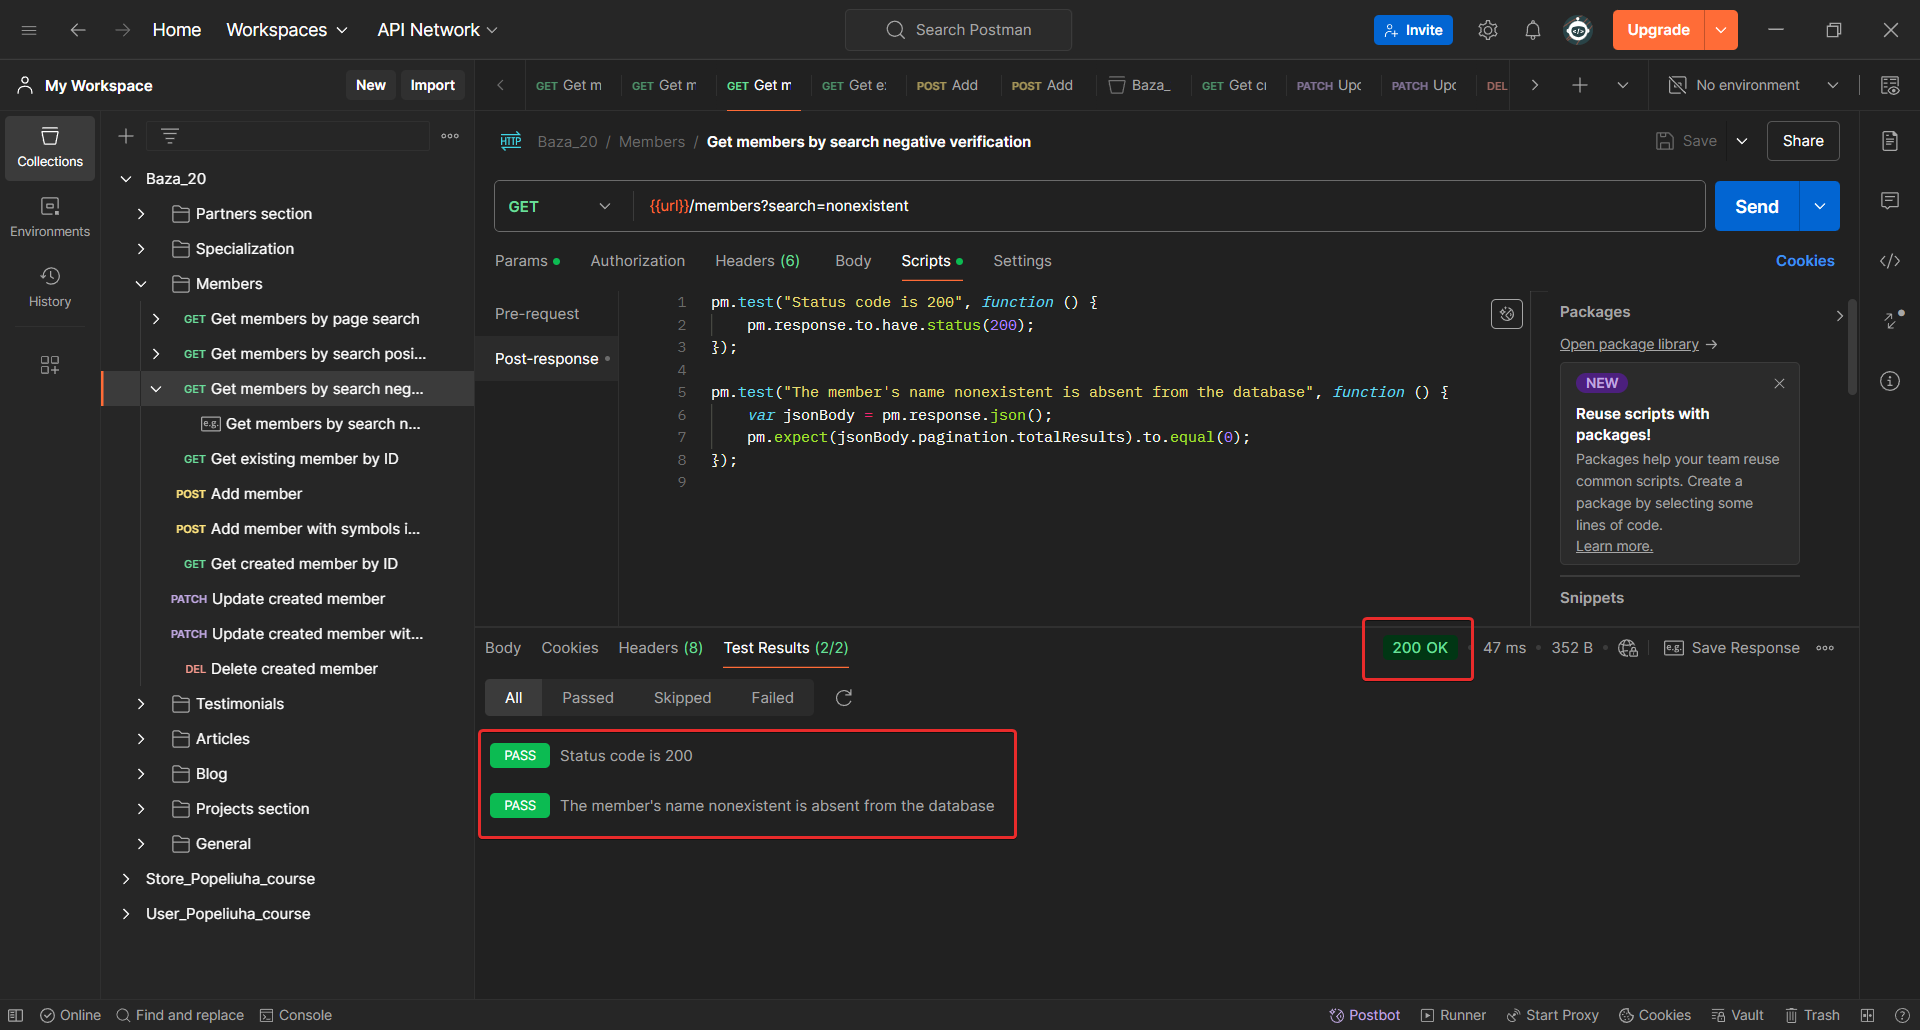 Home
Workspaces
API Network
Search Postman
Invite
Upgrade
My Workspace
New
Import
GET Get m
GET Get m
GET Get m
GET Get e
POST Add
POST Add
Baza_
GET Get c
PATCH Upd
PATCH Upd
DEL
No environment
Collections
Environments
History
Baza_20
Partners section
Specialization
Members
GET Get members by page search
GET Get members by search posi...
GET Get members by search neg...
e.g. Get members by search n...
GET Get existing member by ID
POST Add member
POST Add member with symbols i...
GET Get created member by ID
PATCH Update created member
PATCH Update created member wit...
DEL Delete created member
Testimonials
Articles
Blog
Projects section
General
Store_Popeliuha_course
User_Popeliuha_course
HTTP Baza_20 / Members / Get members by search negative verification
Save
Share
GET
{{url}}/members?search=nonexistent
Send
Params
Authorization
Headers (6)
Body
Scripts
Settings
Cookies
Pre-request
Post-response
1 pm.test("Status code is 200", function () {
2 pm.response.to.have.status(200);
3 });
4
5 pm.test("The member's name nonexistent is absent from the database", function () {
6 var jsonBody = pm.response.json();
7 pm.expect(jsonBody.pagination.totalResults).to.equal(0);
8 });
9
Packages
Open package library →
NEW
Reuse scripts with
packages!
Packages help your team reuse
common scripts. Create a
package by selecting some
lines of code.
Learn more.
Snippets
Body
Cookies
Headers (8)
Test Results (2/2)
200 OK
47 ms
352 B
e.g. Save Response
All
Passed
Skipped
Failed
PASS Status code is 200
PASS The member's name nonexistent is absent from the database
Online
Find and replace
Console
Postbot
Runner
Start Proxy
Cookies
Vault
Trash